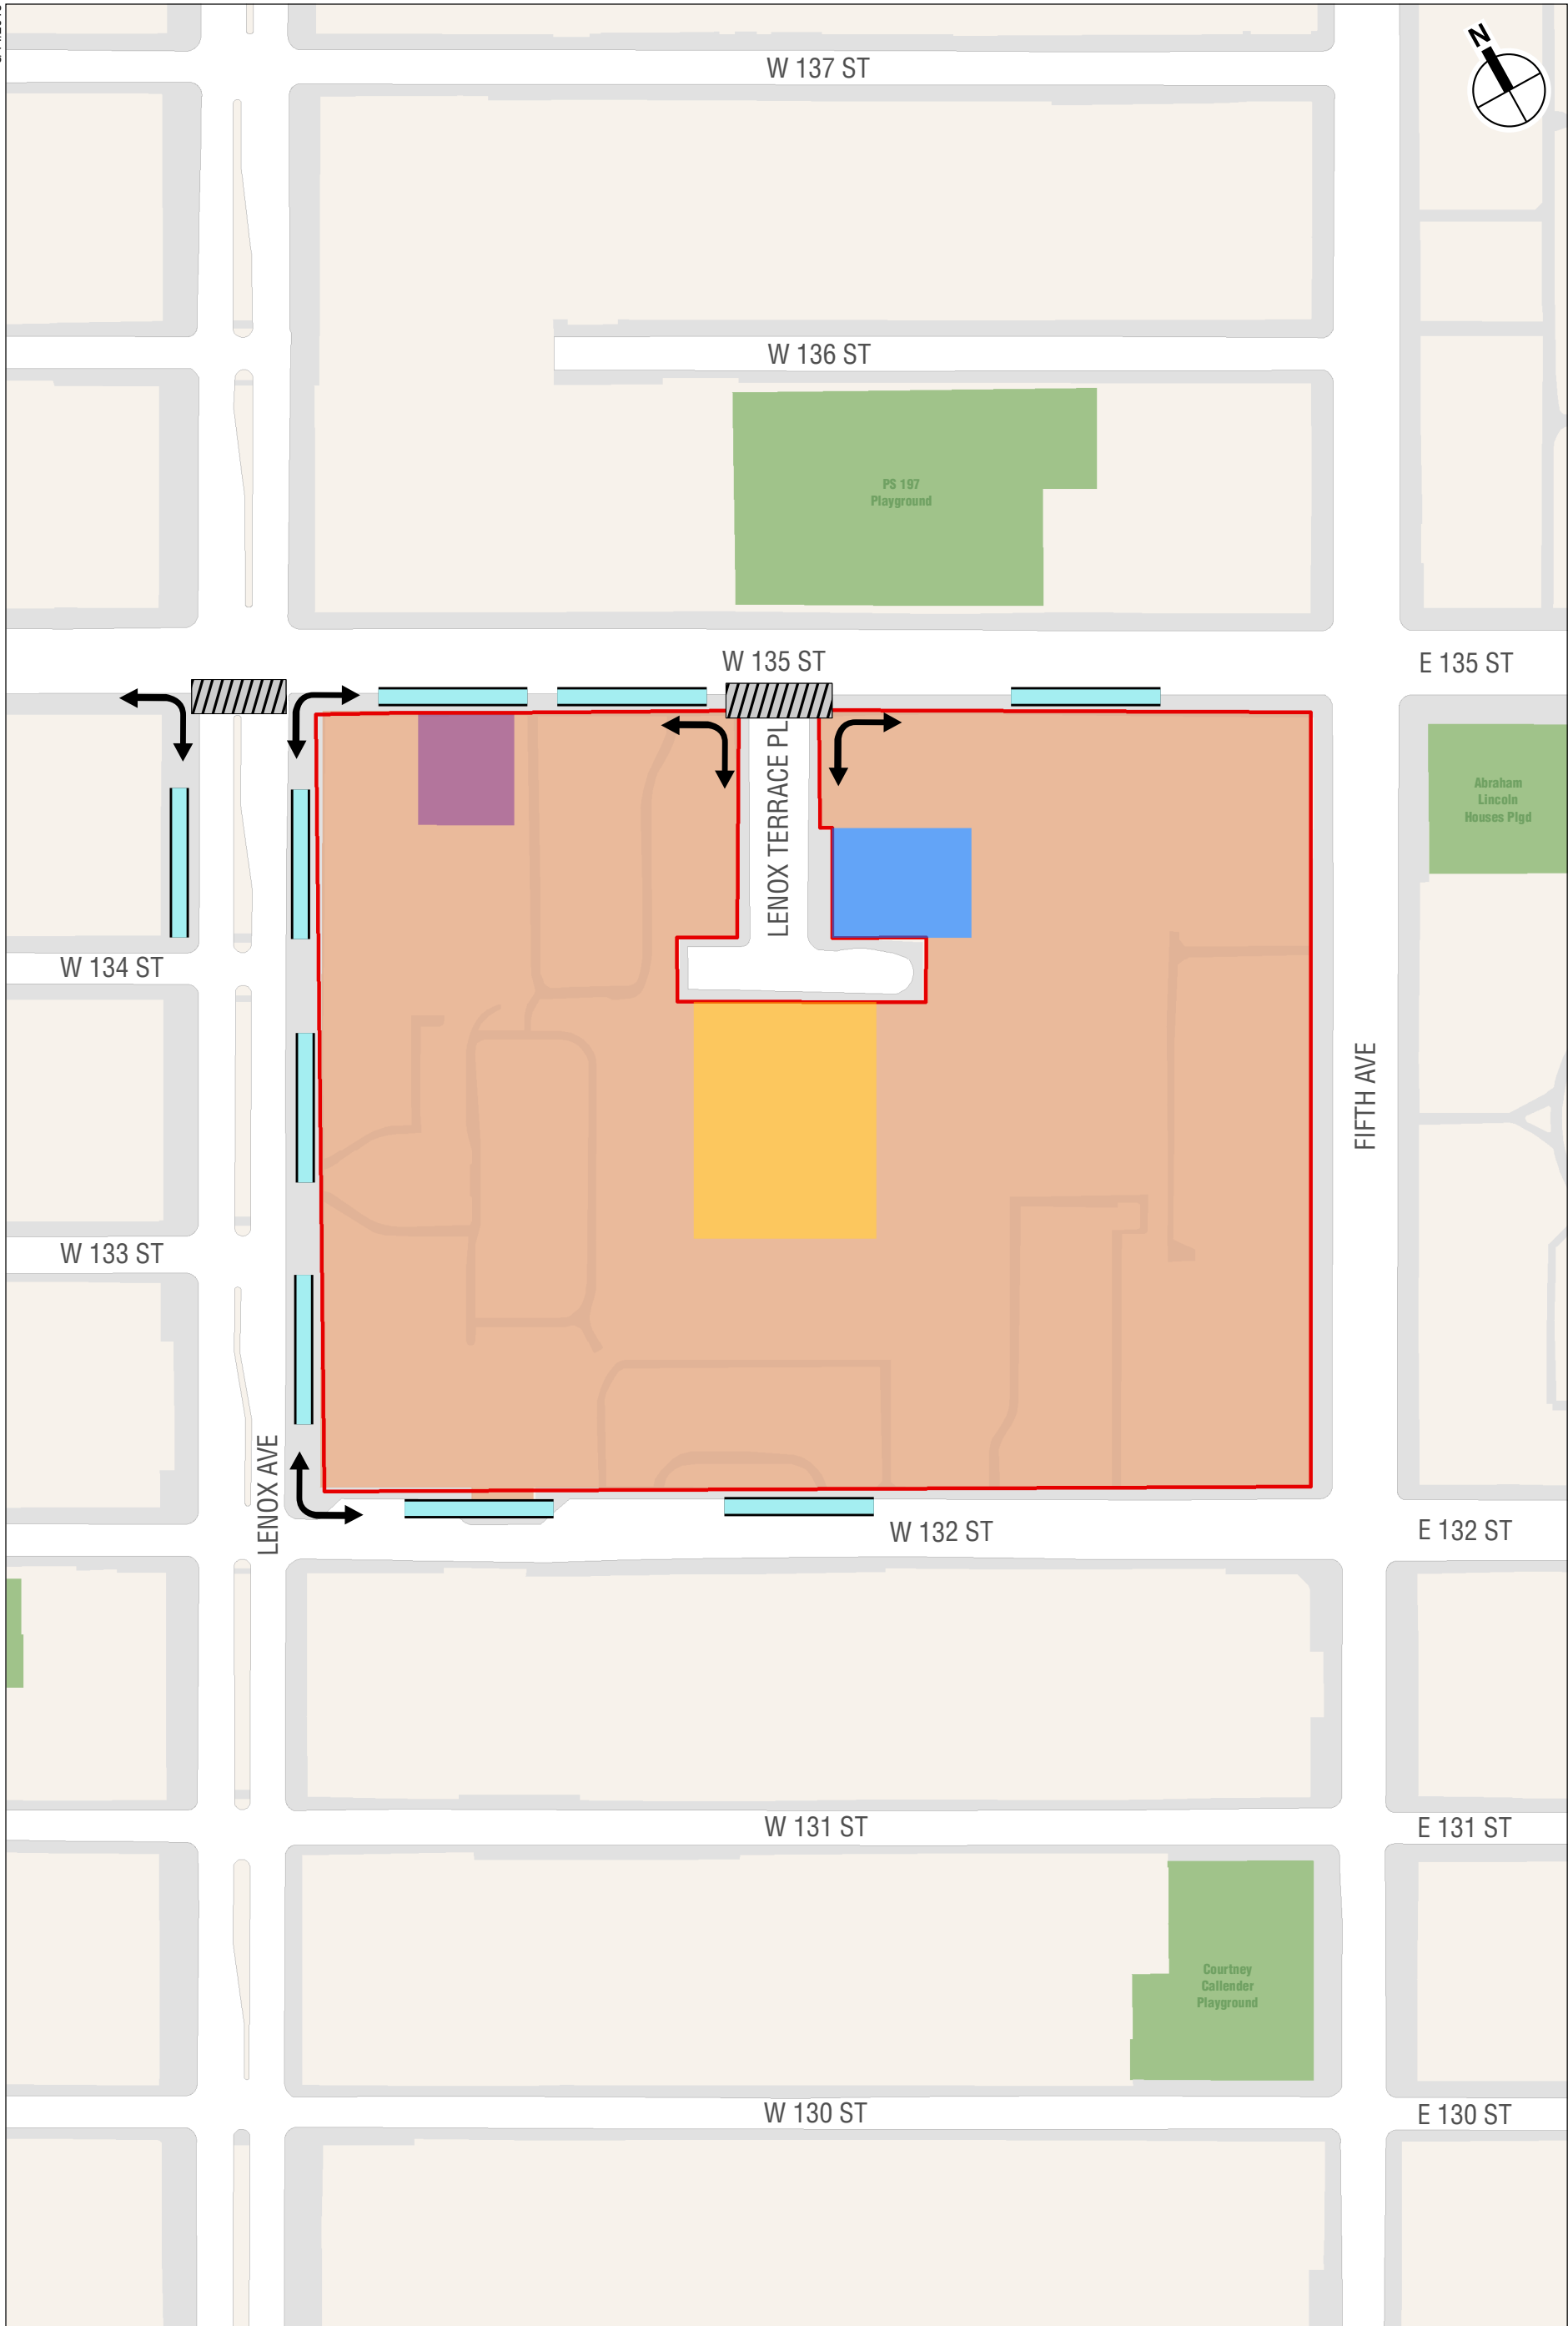 N
W 137 ST
W 136 ST
PS 197
Playground
W 135 ST
E 135 ST
LENOX TERRACE PL
Abraham
Lincoln
Houses Plgd
W 134 ST
FIFTH AVE
W 133 ST
LENOX AVE
W 132 ST
E 132 ST
W 131 ST
E 131 ST
Courtney
Callender
Playground
W 130 ST
E 130 ST